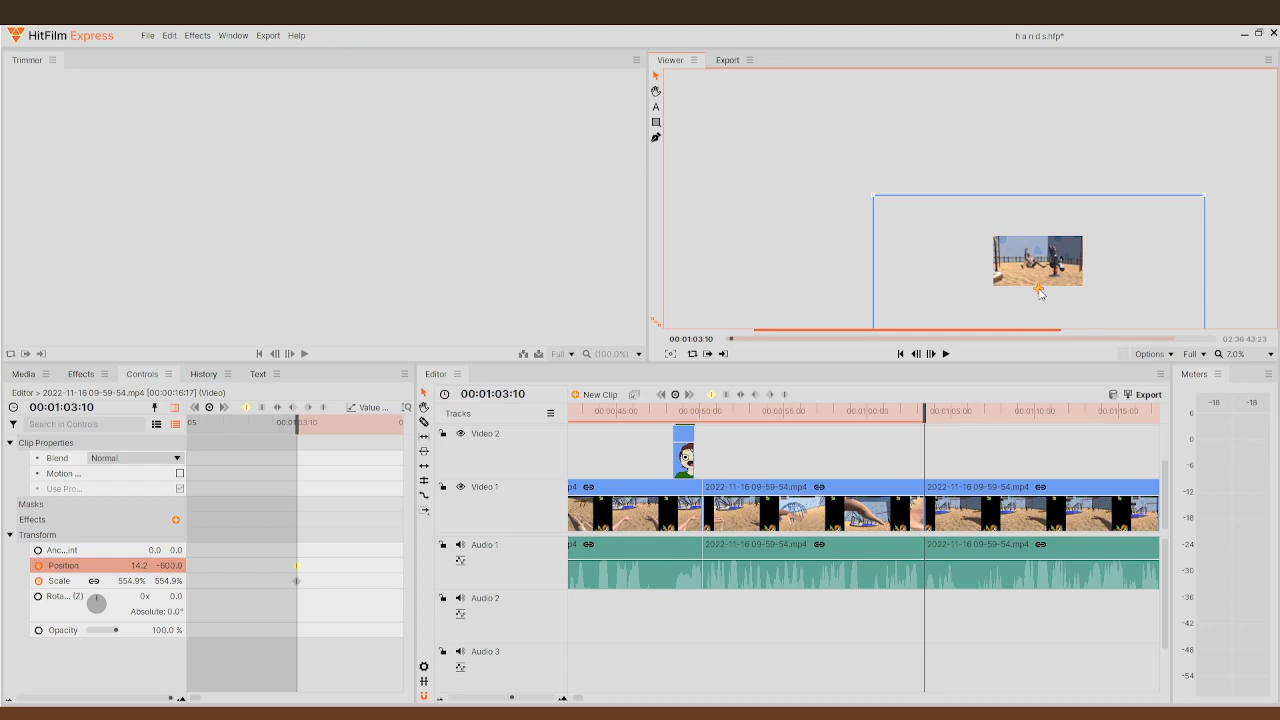 HitFilm Express File Edit Effects Window Export Help h a n d s.hfp*
Trimmer Viewer Export
00:01:03:10 02:36:43:23
Full (100.0%) Options Full 7.0%
Media Effects Controls History Text Editor Meters
Editor > 2022-11-16 09-59-54.mp4 [00:00:16:17] (Video)
00:01:03:10 Value ...
Search in Controls 05 00:01:03:10 0
Clip Properties
Blend Normal
Motion ...
Use Pro...
Masks
Effects
Transform
Anc...int 0.0 0.0
Position 14.2 -600.0
Scale 554.9% 554.9%
Rota... (Z) 0x 0.0
Absolute: 0.0°
Opacity 100.0 %
00:01:03:10 New Clip Export
Tracks 00:00:45:00 00:00:50:00 00:00:55:00 00:01:00:00 00:01:05:00 00:01:10:00 00:01:15:00
Video 2
Video 1 p4 2022-11-16 09-59-54.mp4 2022-11-16 09-59-54.mp4
Audio 1 p4 2022-11-16 09-59-54.mp4 2022-11-16 09-59-54.mp4
Audio 2
Audio 3
-18 -18
6
0
-6
-12
-18
-24
-30
-36
-42
-48
-54